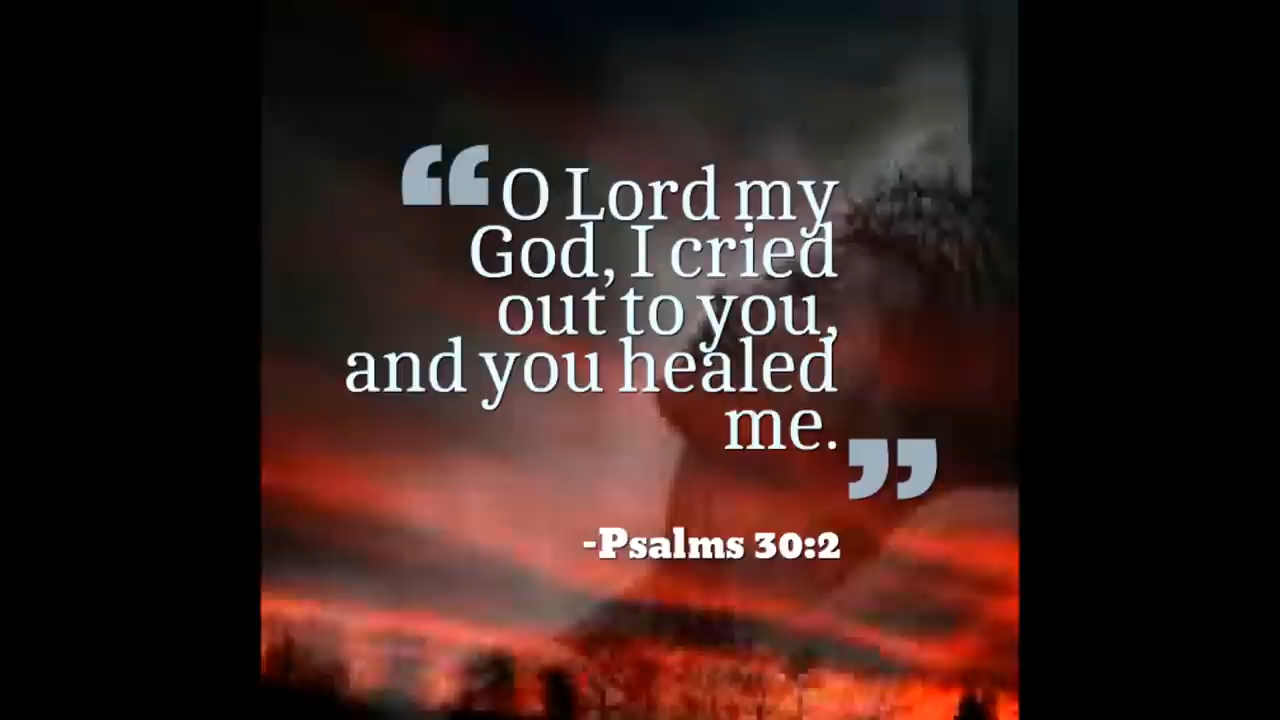 “O Lord my
God, I cried
out to you,
and you healed
me.”
-Psalms 30:2